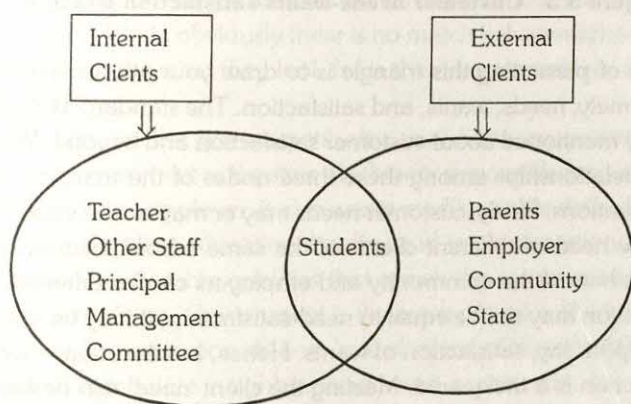 Internal
Clients
External
Clients
Teacher
Other Staff
Principal
Management
Committee
Students
Parents
Employer
Community
State